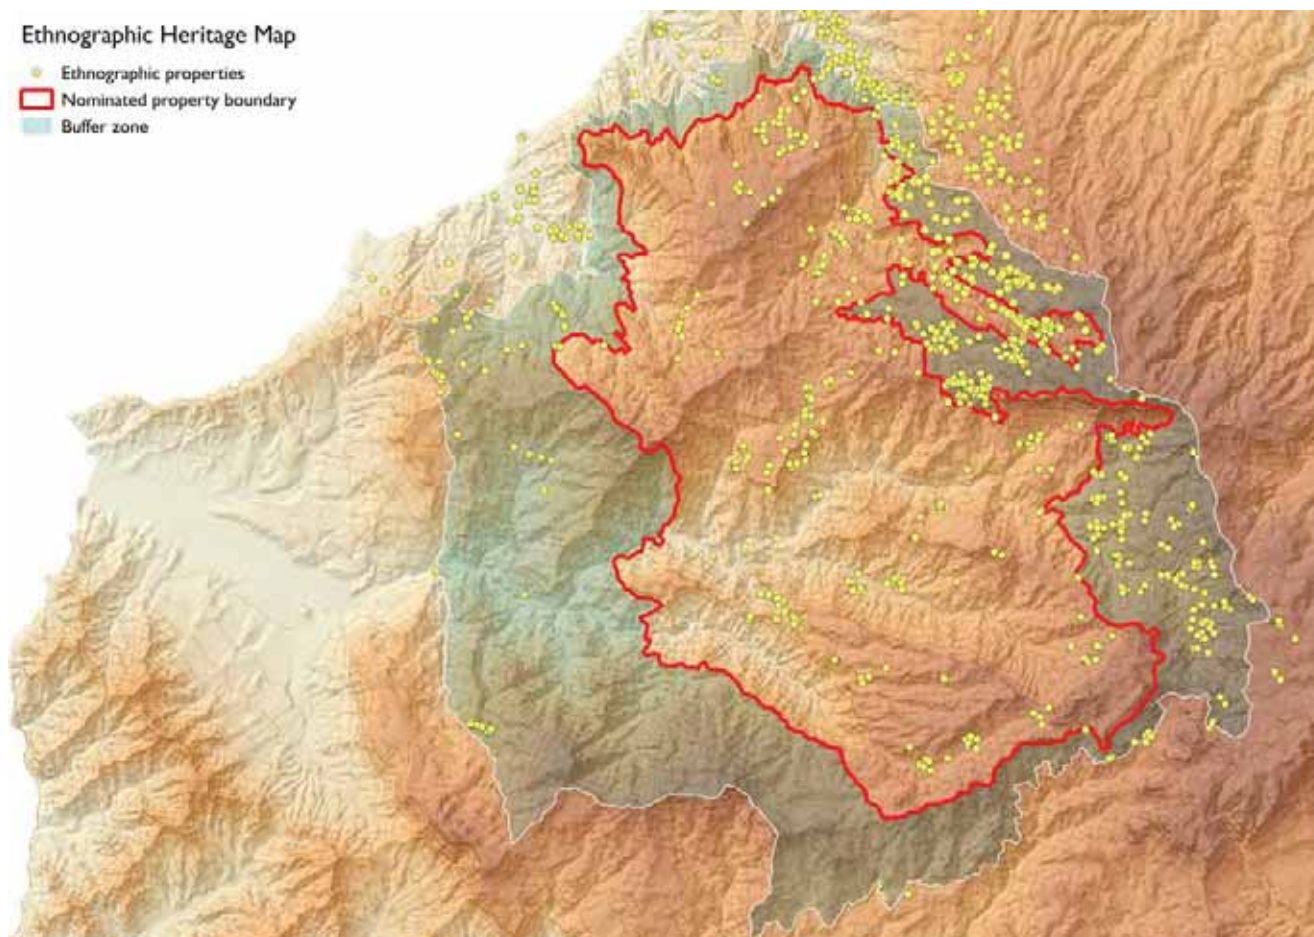 Ethnographic Heritage Map
Ethnographic properties
Nominated property boundary
Buffer zone